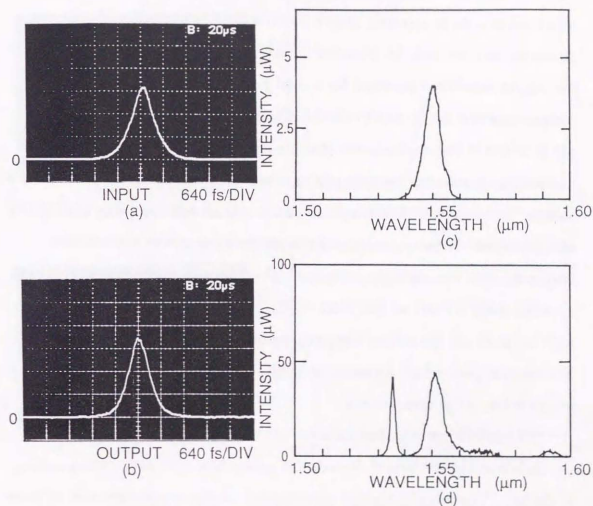 B: 20µs
0
INPUT 640 fs/DIV
(a)
INTENSITY (µW)
5
2.5
0
1.50 1.55 1.60
WAVELENGTH (µm)
(c)
B: 20µs
0
OUTPUT 640 fs/DIV
(b)
INTENSITY (µW)
100
50
0
1.50 1.55 1.60
WAVELENGTH (µm)
(d)